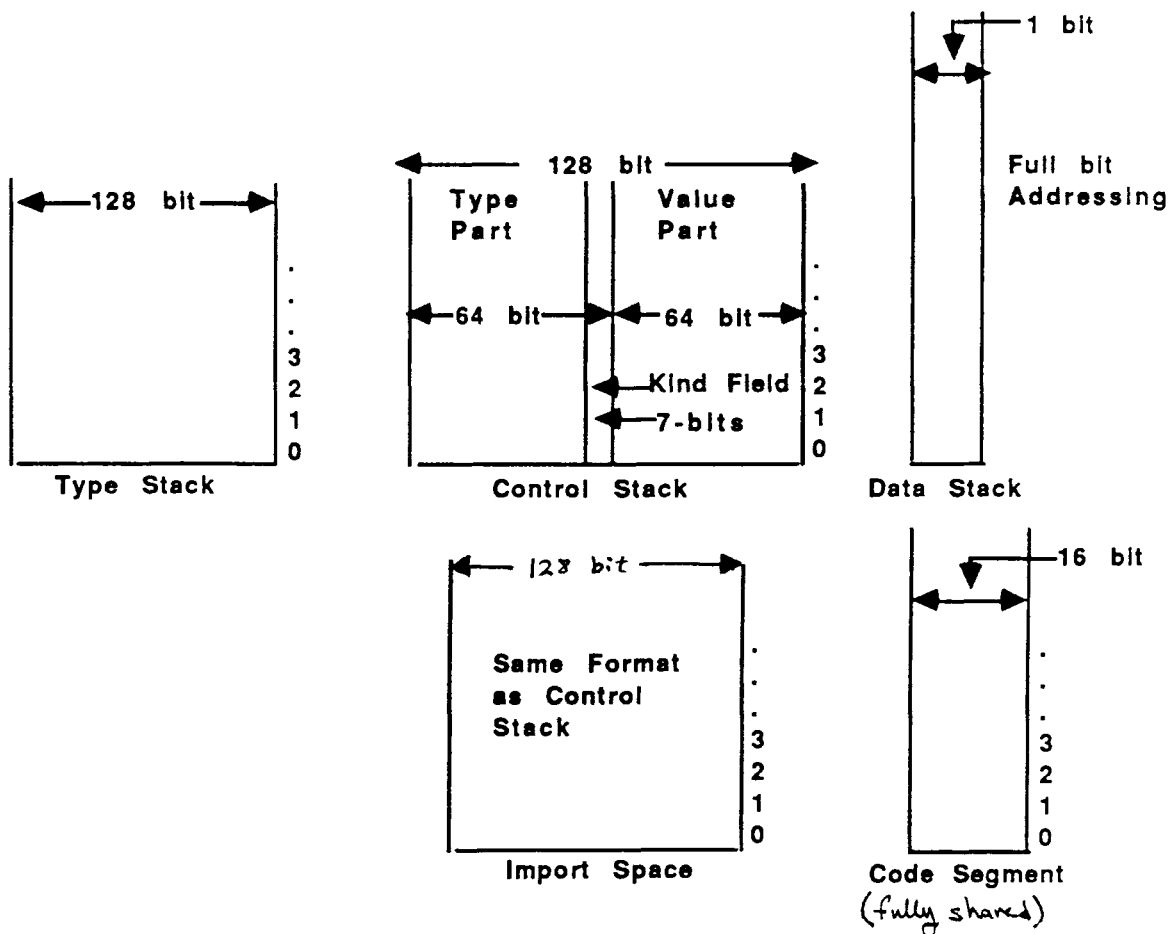 1 bit
Full bit
Addressing
128 bit
.
.
.
3
2
1
0
Type Stack
128 bit
Type
Part
Value
Part
64 bit
64 bit
Kind Field
7-bits
.
.
.
3
2
1
0
Control Stack
Data Stack
128 bit
Same Format
as Control
Stack
.
.
.
3
2
1
0
Import Space
16 bit
.
.
.
3
2
1
0
Code Segment
(fully shared)